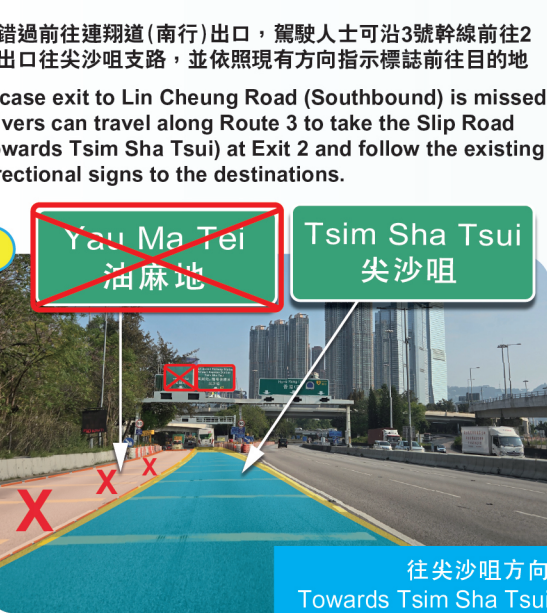 錯過前往連翔道(南行)出口，駕駛人士可沿3號幹線前往2
出口往尖沙咀支路，並依照現有方向指示標誌前往目的地
case exit to Lin Cheung Road (Southbound) is missed
vers can travel along Route 3 to take the Slip Road
wards Tsim Sha Tsui) at Exit 2 and follow the existing
rectional signs to the destinations.
Yau Ma Tei
油麻地
Tsim Sha Tsui
尖沙咀
X X X
往尖沙咀方向
Towards Tsim Sha Tsui